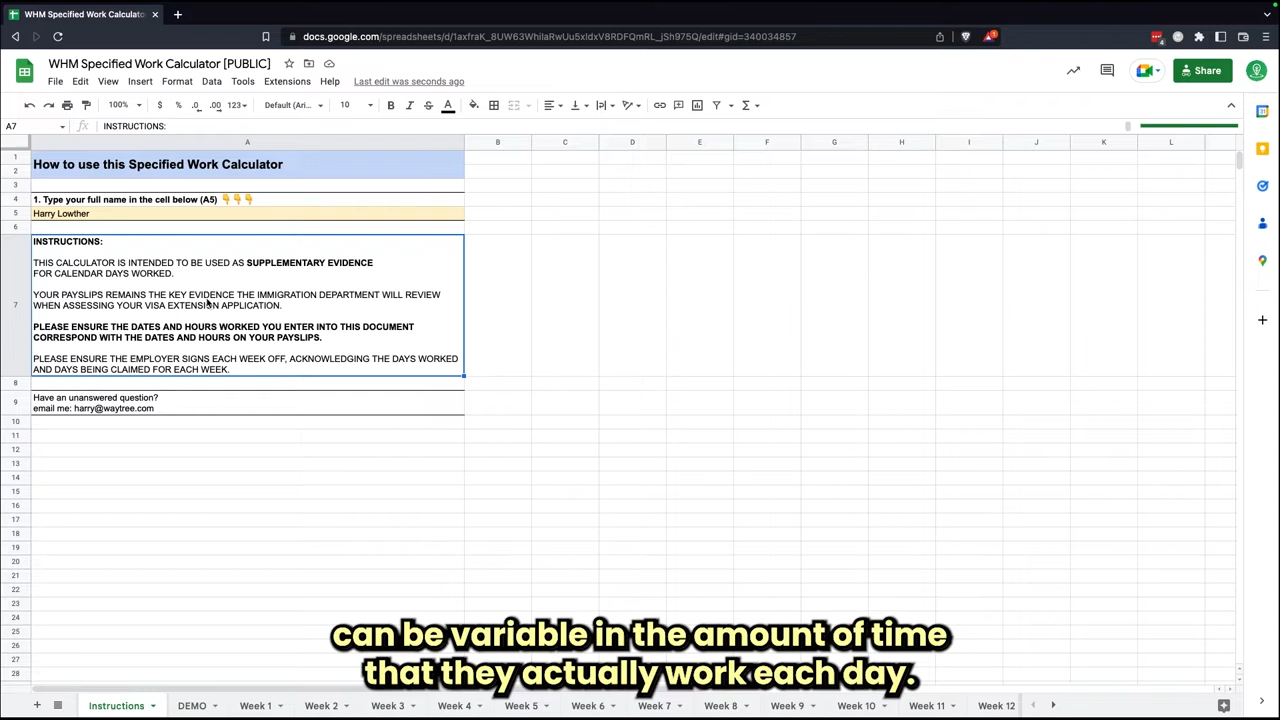 WHM Specified Work Calculato
docs.google.com/spreadsheets/d/1axfraK_8UW63WhilaRwUu5xIdxV8RDFQmRL_jSh975Q/edit#gid=340034857
WHM Specified Work Calculator [PUBLIC]
File Edit View Insert Format Data Tools Extensions Help Last edit was seconds ago
Share
100% $ % .0 .00 123 Default (Ari... 10 B I S A
A7 fx INSTRUCTIONS:
A B C D E F G H I J K L
1 How to use this Specified Work Calculator
2
3
4 1. Type your full name in the cell below (A5) 👇👇👇
5 Harry Lowther
6
INSTRUCTIONS:
THIS CALCULATOR IS INTENDED TO BE USED AS SUPPLEMENTARY EVIDENCE
FOR CALENDAR DAYS WORKED.
YOUR PAYSLIPS REMAINS THE KEY EVIDENCE THE IMMIGRATION DEPARTMENT WILL REVIEW
7 WHEN ASSESSING YOUR VISA EXTENSION APPLICATION.
PLEASE ENSURE THE DATES AND HOURS WORKED YOU ENTER INTO THIS DOCUMENT
CORRESPOND WITH THE DATES AND HOURS ON YOUR PAYSLIPS.
PLEASE ENSURE THE EMPLOYER SIGNS EACH WEEK OFF, ACKNOWLEDGING THE DAYS WORKED
AND DAYS BEING CLAIMED FOR EACH WEEK.
8
Have an unanswered question?
9 email me: harry@waytree.com
10
11
12
13
14
15
16
17
18
19
20
21
22
23
24
25
26
27
28
can be variable in the amount of time
that they actually work each day.
Instructions DEMO Week 1 Week 2 Week 3 Week 4 Week 5 Week 6 Week 7 Week 8 Week 9 Week 10 Week 11 Week 12